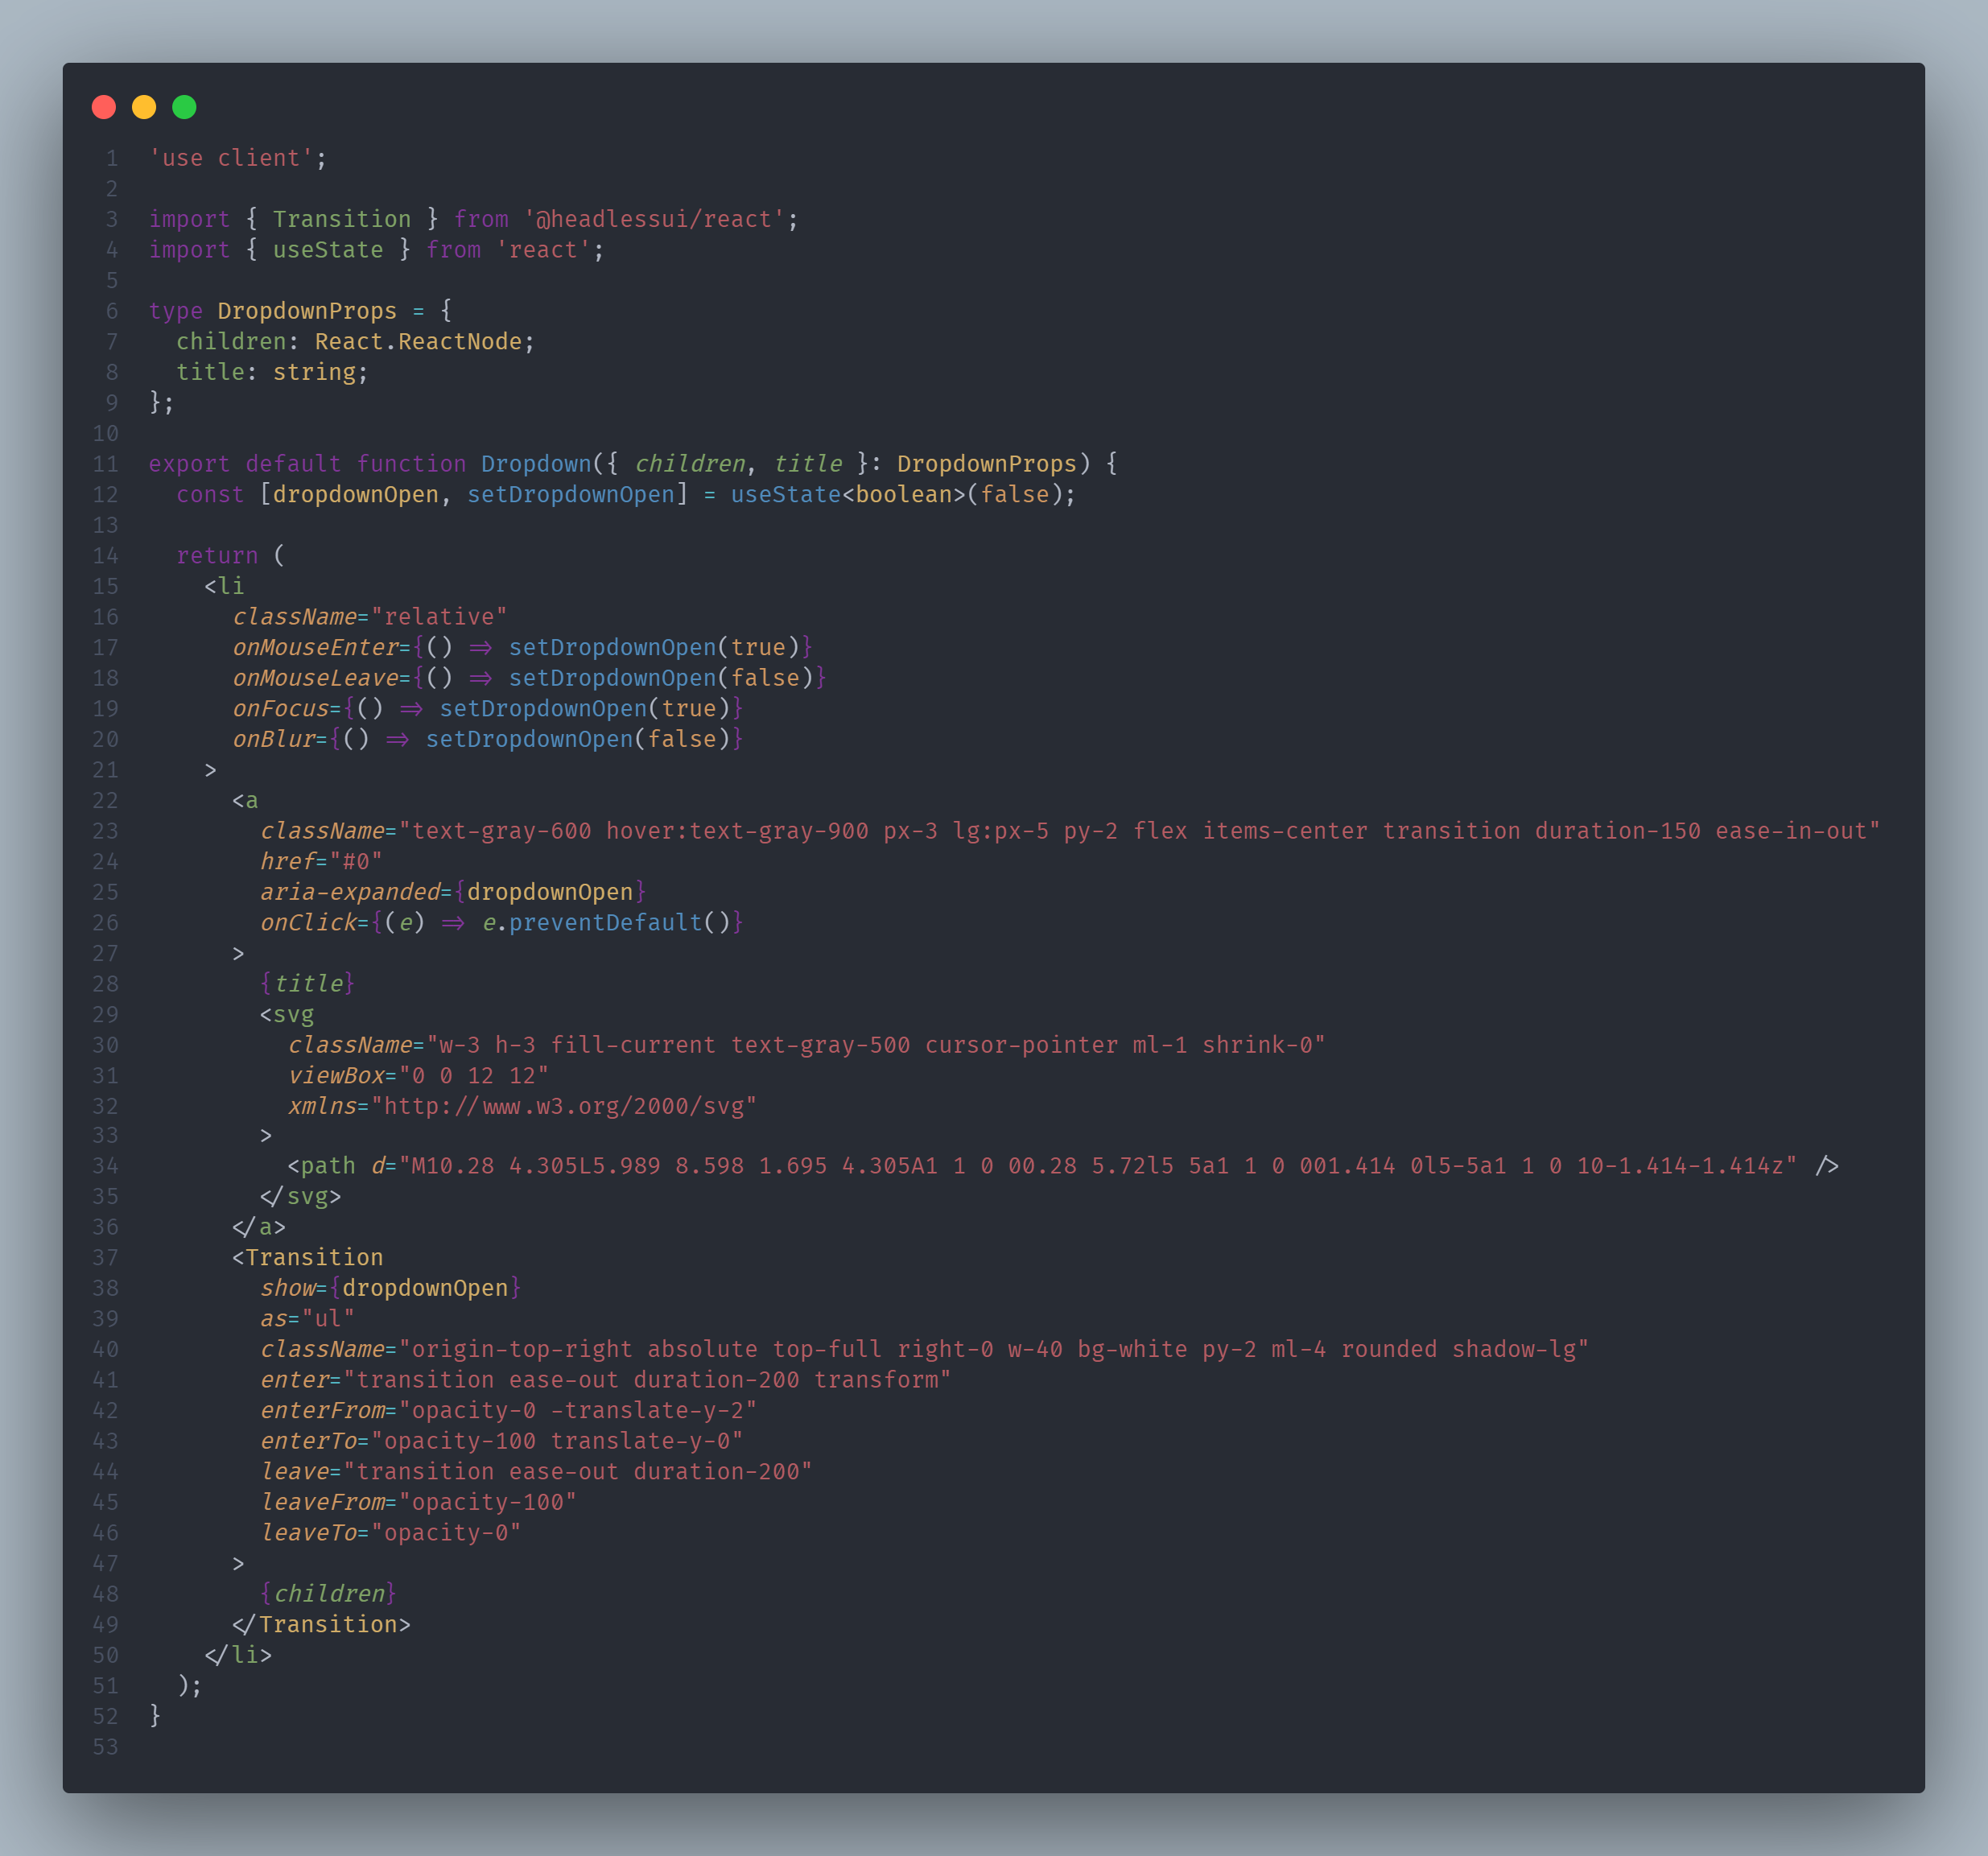 1 'use client';
2
3 import { Transition } from '@headlessui/react';
4 import { useState } from 'react';
5
6 type DropdownProps = {
7   children: React.ReactNode;
8   title: string;
9 };
10
11 export default function Dropdown({ children, title }: DropdownProps) {
12   const [dropdownOpen, setDropdownOpen] = useState<boolean>(false);
13
14   return (
15     <li
16       className="relative"
17       onMouseEnter={() => setDropdownOpen(true)}
18       onMouseLeave={() => setDropdownOpen(false)}
19       onFocus={() => setDropdownOpen(true)}
20       onBlur={() => setDropdownOpen(false)}
21     >
22       <a
23         className="text-gray-600 hover:text-gray-900 px-3 lg:px-5 py-2 flex items-center transition duration-150 ease-in-out"
24         href="#0"
25         aria-expanded={dropdownOpen}
26         onClick={(e) => e.preventDefault()}
27       >
28         {title}
29         <svg
30           className="w-3 h-3 fill-current text-gray-500 cursor-pointer ml-1 shrink-0"
31           viewBox="0 0 12 12"
32           xmlns="http://www.w3.org/2000/svg"
33         >
34           <path d="M10.28 4.305L5.989 8.598 1.695 4.305A1 1 0 00.28 5.72l5 5a1 1 0 001.414 0l5-5a1 1 0 10-1.414-1.414z" />
35         </svg>
36       </a>
37       <Transition
38         show={dropdownOpen}
39         as="ul"
40         className="origin-top-right absolute top-full right-0 w-40 bg-white py-2 ml-4 rounded shadow-lg"
41         enter="transition ease-out duration-200 transform"
42         enterFrom="opacity-0 -translate-y-2"
43         enterTo="opacity-100 translate-y-0"
44         leave="transition ease-out duration-200"
45         leaveFrom="opacity-100"
46         leaveTo="opacity-0"
47       >
48         {children}
49       </Transition>
50     </li>
51   );
52 }
53